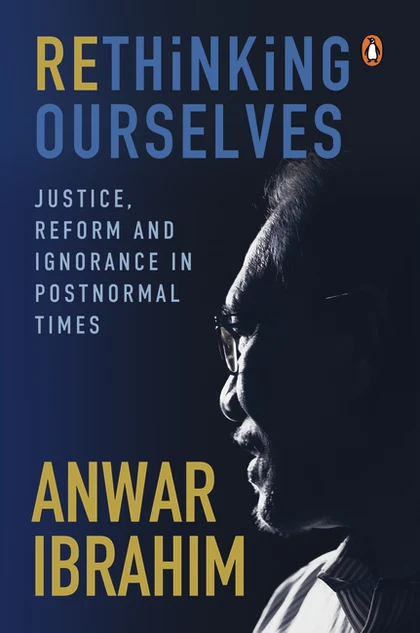 RETHiNKiNG
OURSELVES
JUSTICE,
REFORM AND
IGNORANCE IN
POSTNORMAL
TIMES
ANWAR
IBRAHIM